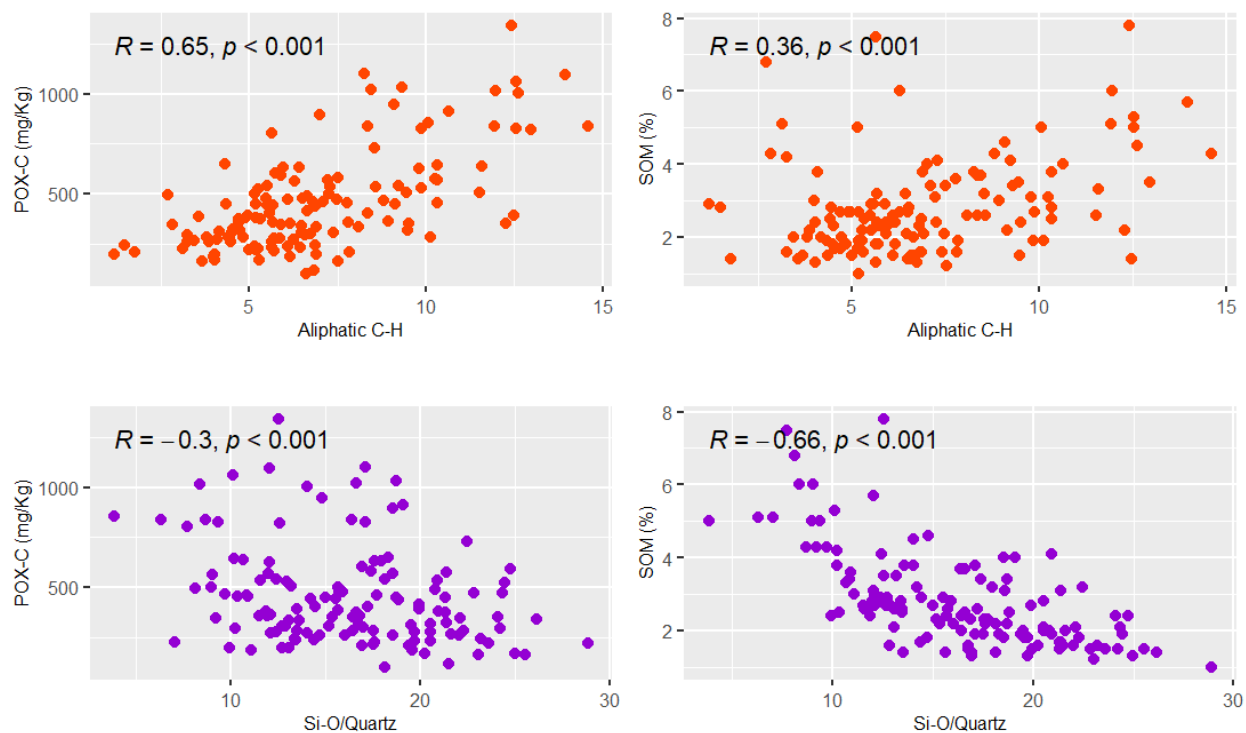 R = 0.65, p < 0.001
POX-C (mg/Kg)
1000
500
5
10
15
Aliphatic C-H
R = 0.36, p < 0.001
SOM (%)
8
6
4
2
5
10
15
Aliphatic C-H
R = −0.3, p < 0.001
POX-C (mg/Kg)
1000
500
10
20
30
Si-O/Quartz
R = −0.66, p < 0.001
SOM (%)
8
6
4
2
10
20
30
Si-O/Quartz